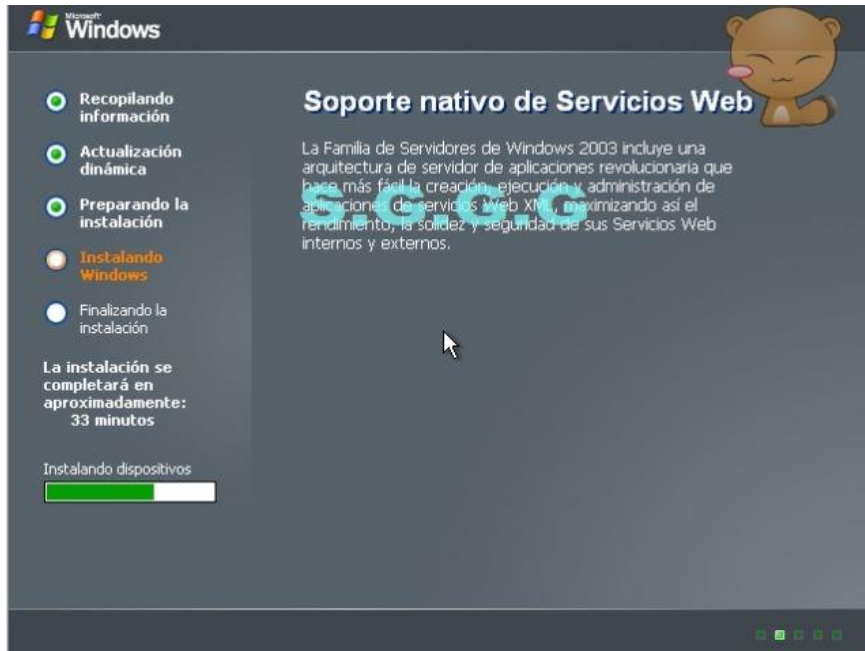 Microsoft
Windows
Recopilando
información
Actualización
dinámica
Preparando la
instalación
Instalando
Windows
Finalizando la
instalación
La instalación se
completará en
aproximadamente:
33 minutos
Instalando dispositivos
Soporte nativo de Servicios Web
La Familia de Servidores de Windows 2003 incluye una
arquitectura de servidor de aplicaciones revolucionaria que
hace más fácil la creación, ejecución y administración de
aplicaciones de servicios Web XML, maximizando así el
rendimiento, la solidez y seguridad de sus Servicios Web
internos y externos.
S.G.G.G